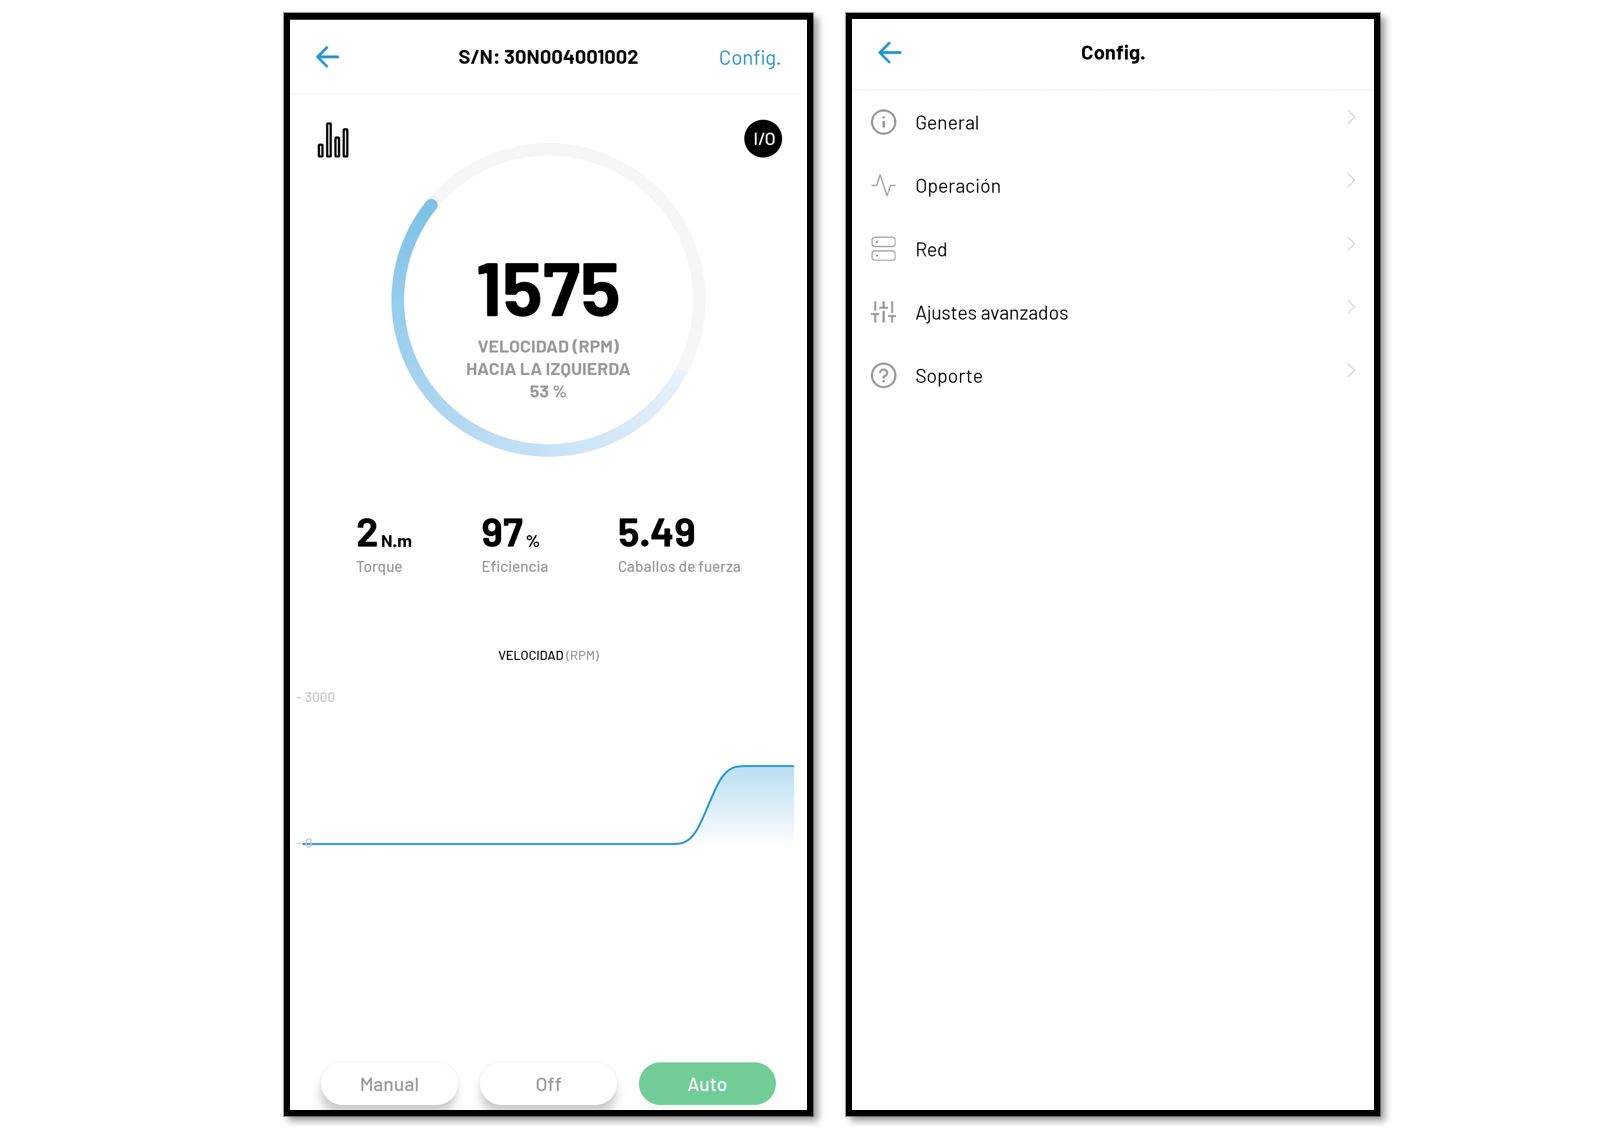 S/N: 30N004001002
Config.
I/O
1575
VELOCIDAD (RPM)
HACIA LA IZQUIERDA
53 %
2 N.m
Torque
97 %
Eficiencia
5.49
Caballos de fuerza
VELOCIDAD (RPM)
- 3000
- 0
Manual
Off
Auto
Config.
General
Operación
Red
Ajustes avanzados
Soporte